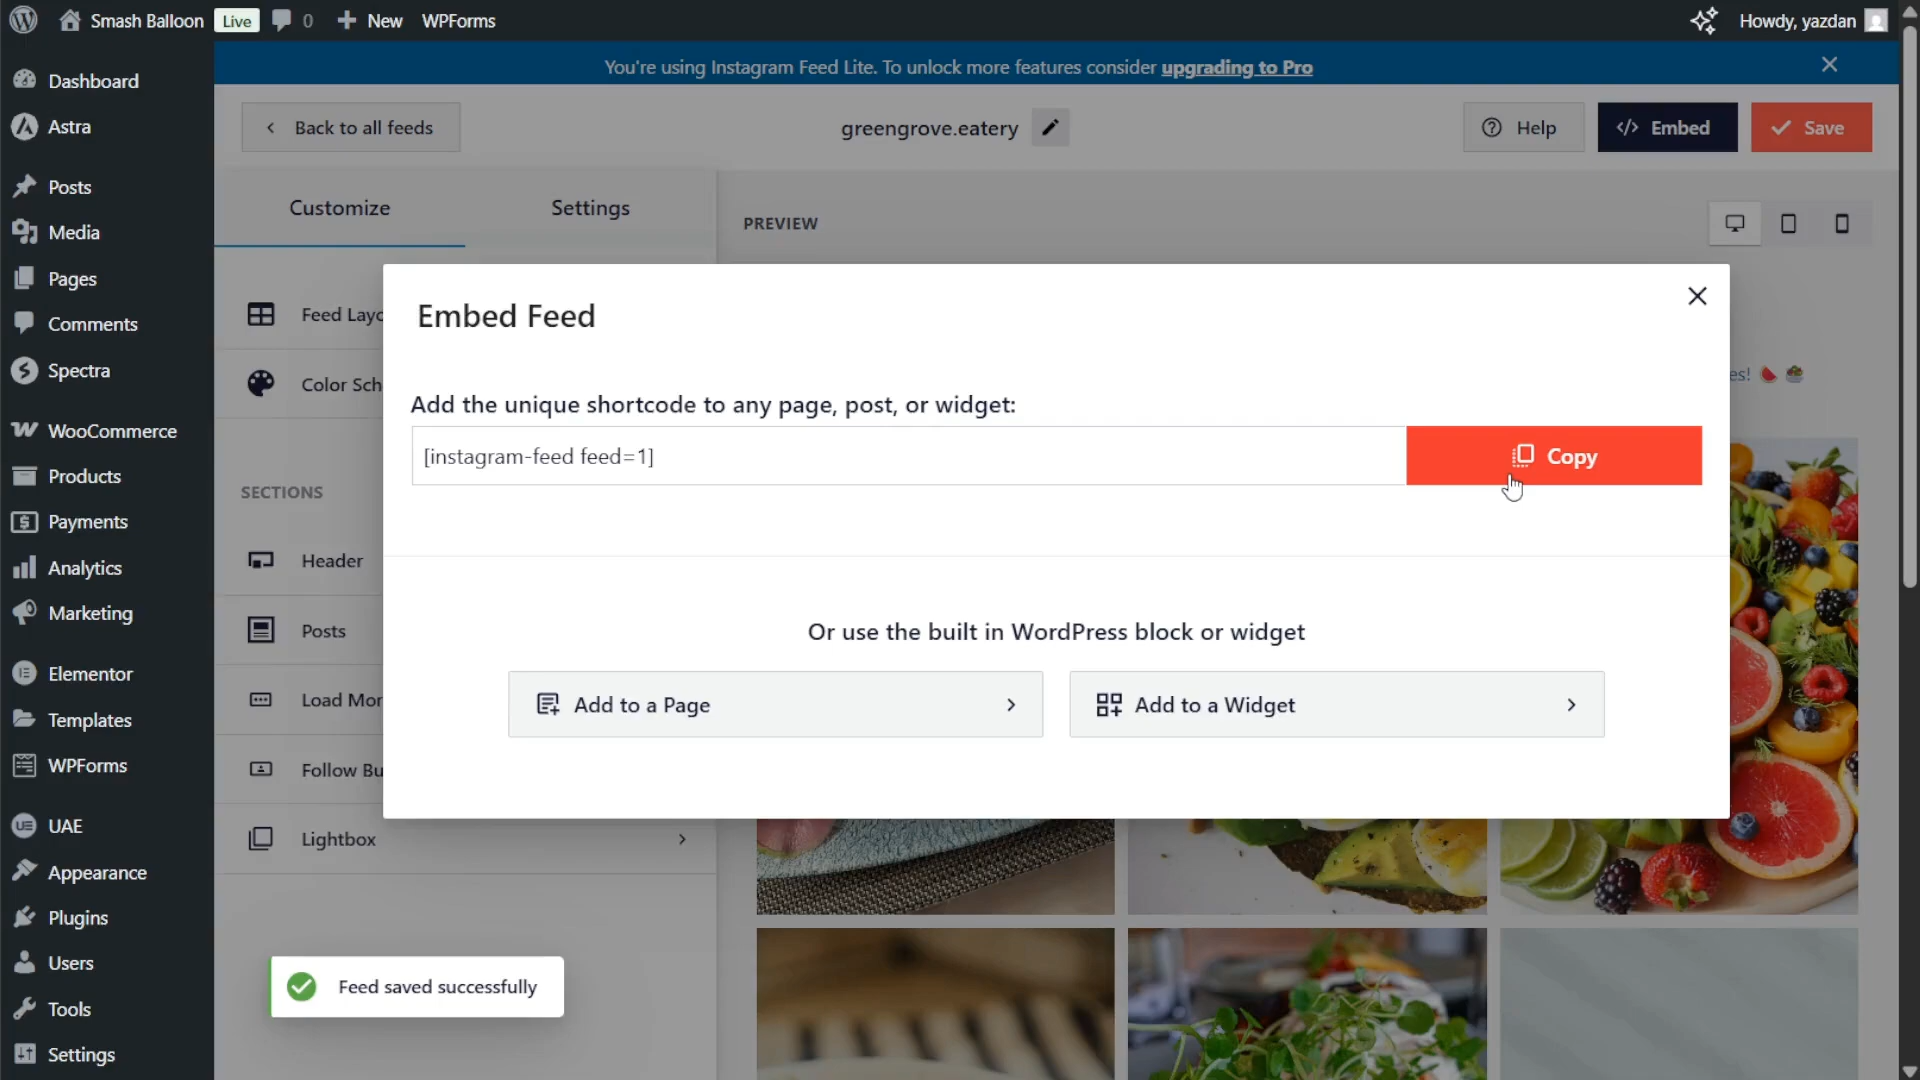 Smash Balloon Live 0 New WPForms Howdy, yazdan
You're using Instagram Feed Lite. To unlock more features consider upgrading to Pro
Dashboard
Astra
Posts
Media
Pages
Comments
Spectra
WooCommerce
Products
Payments
Analytics
Marketing
Elementor
Templates
WPForms
UAE
Appearance
Plugins
Users
Tools
Settings
Back to all feeds
greengrove.eatery
Help
Embed
Save
Customize
Settings
PREVIEW
Feed Layo
Color Sch
SECTIONS
Header
Posts
Load Mor
Follow Bu
Lightbox
es!
Embed Feed
Add the unique shortcode to any page, post, or widget:
[instagram-feed feed=1]
Copy
Or use the built in WordPress block or widget
Add to a Page
Add to a Widget
Feed saved successfully